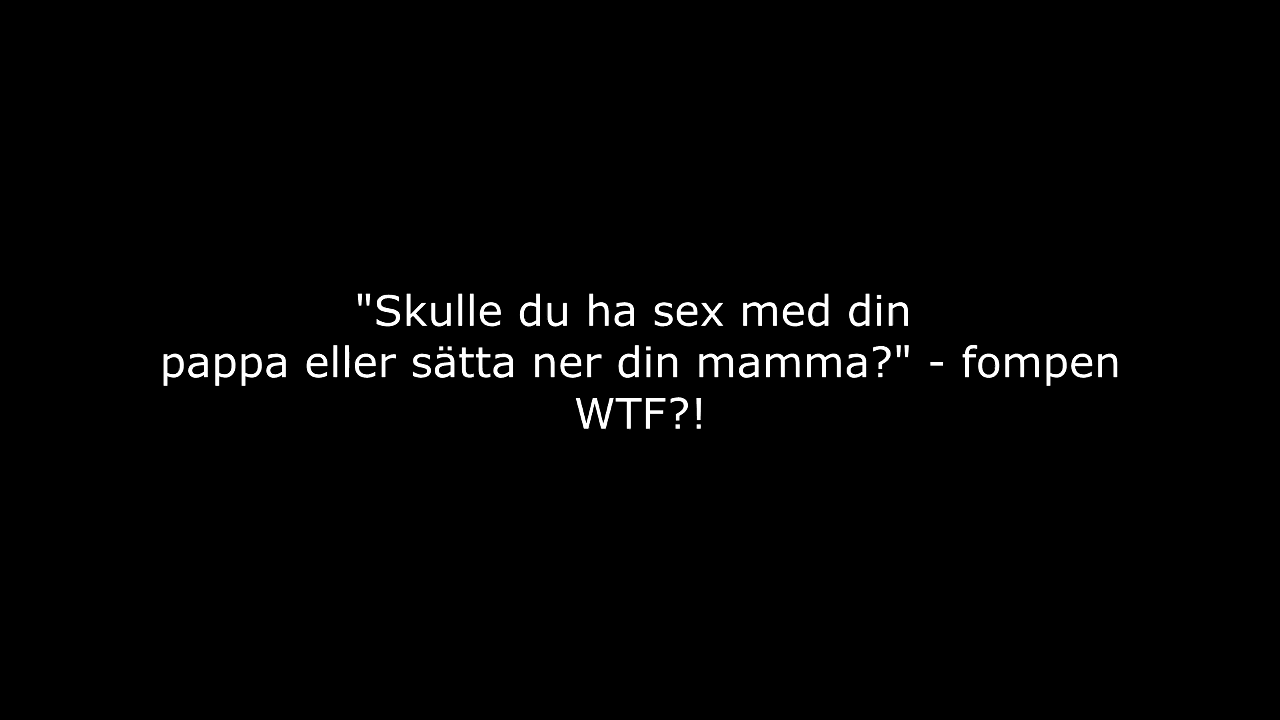 "Skulle du ha sex med din
pappa eller sätta ner din mamma?" - fompen
WTF?!